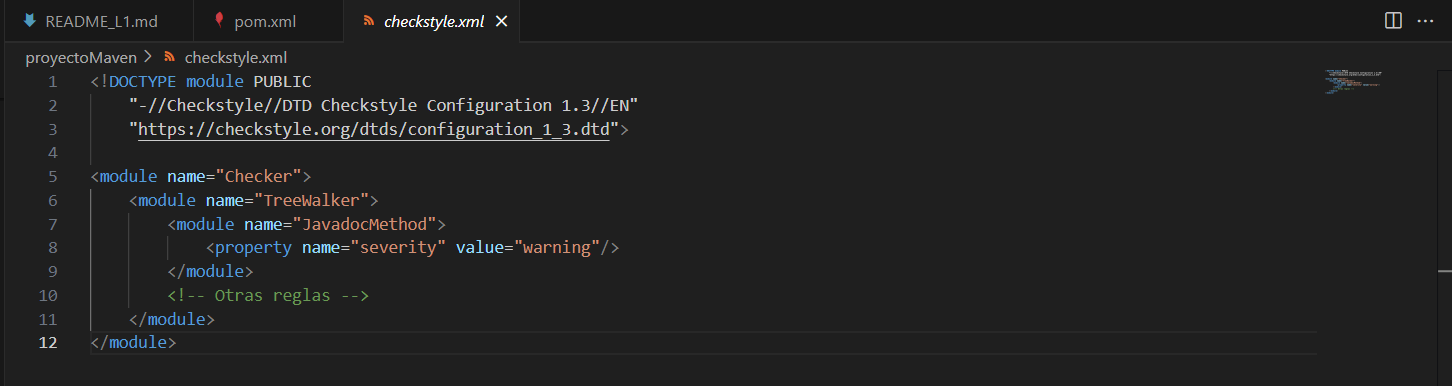 README_L1.md pom.xml checkstyle.xml
proyectoMaven > checkstyle.xml
1 <!DOCTYPE module PUBLIC
2     "-//Checkstyle//DTD Checkstyle Configuration 1.3//EN"
3     "https://checkstyle.org/dtds/configuration_1_3.dtd">
4
5 <module name="Checker">
6     <module name="TreeWalker">
7         <module name="JavadocMethod">
8             <property name="severity" value="warning"/>
9         </module>
10         <!-- Otras reglas -->
11     </module>
12 </module>